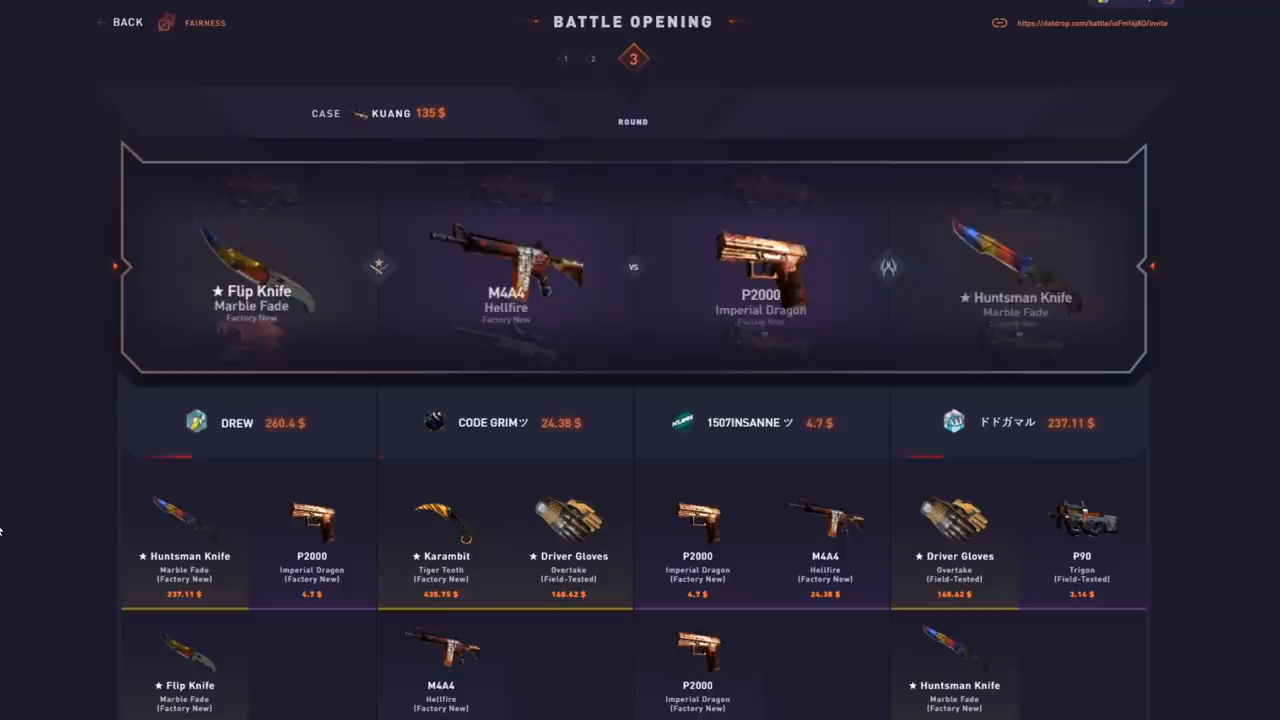 BACK
FAIRNESS
BATTLE OPENING
https://datdrop.com/battle/ioFmf6j8D/invite
1
2
3
CASE KUANG 135 $
ROUND
★ Flip Knife
Marble Fade
Factory New
M4A4
Hellfire
Factory New
VS
P2000
Imperial Dragon
Factory New
★ Huntsman Knife
Marble Fade
DREW 260.4 $
CODE GRIMツ 24.38 $
1507INSANNE ツ 4.7 $
ドドガマル 237.11 $
★ Huntsman Knife
Marble Fade
(Factory New)
237.11 $
P2000
Imperial Dragon
(Factory New)
4.7 $
★ Karambit
Tiger Tooth
(Factory New)
435.75 $
★ Driver Gloves
Overtake
(Field-Tested)
168.62 $
P2000
Imperial Dragon
(Factory New)
4.7 $
M4A4
Hellfire
(Factory New)
24.38 $
★ Driver Gloves
Overtake
(Field-Tested)
168.62 $
P90
Trigon
(Field-Tested)
3.14 $
★ Flip Knife
Marble Fade
(Factory New)
M4A4
Hellfire
(Factory New)
P2000
Imperial Dragon
(Factory New)
★ Huntsman Knife
Marble Fade
(Factory New)